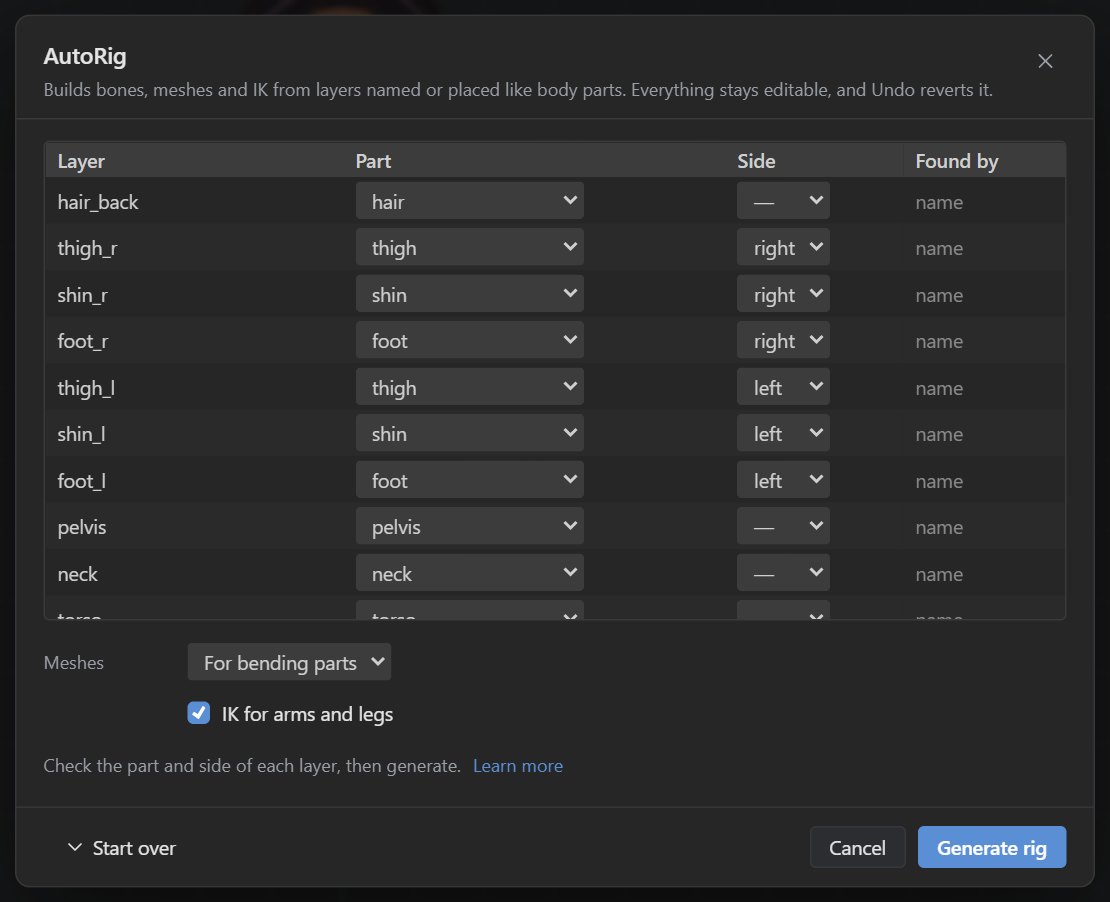 AutoRig
Builds bones, meshes and IK from layers named or placed like body parts. Everything stays editable, and Undo reverts it.
Layer Part Side Found by
hair_back hair — name
thigh_r thigh right name
shin_r shin right name
foot_r foot right name
thigh_l thigh left name
shin_l shin left name
foot_l foot left name
pelvis pelvis — name
neck neck — name
torso torso — name
Meshes For bending parts
IK for arms and legs
Check the part and side of each layer, then generate. Learn more
Start over Cancel Generate rig